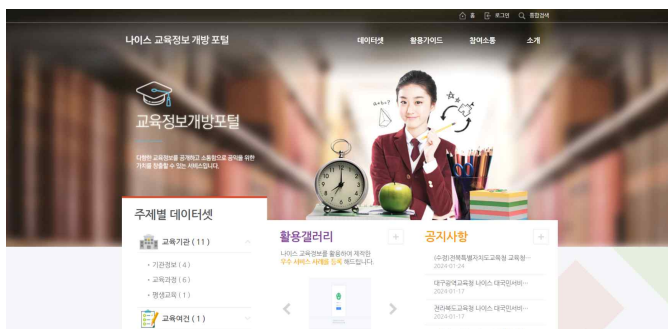 홈 로그인 통합검색
나이스 교육정보 개방 포털
데이터셋 활용가이드 참여소통 소개
a+b=?
교육정보개방포털
다양한 교육정보를 공개하고 소통함으로 공익을 위한
가치를 창출할 수 있는 서비스입니다.
주제별 데이터셋
교육기관 ( 11 )
· 기관정보 ( 4 )
· 교육과정 ( 6 )
· 평생교육 ( 1 )
교육여건 ( 1 )
활용갤러리 +
나이스 교육정보를 활용하여 제작한
우수 서비스 사례를 등록 해드립니다.
공지사항 +
(수정)전북특별자치도교육청 교육청···
2024-01-24
대구광역교육청 나이스 대국민서비···
2024-01-17
전라북도교육청 나이스 대국민서비···
2024-01-17